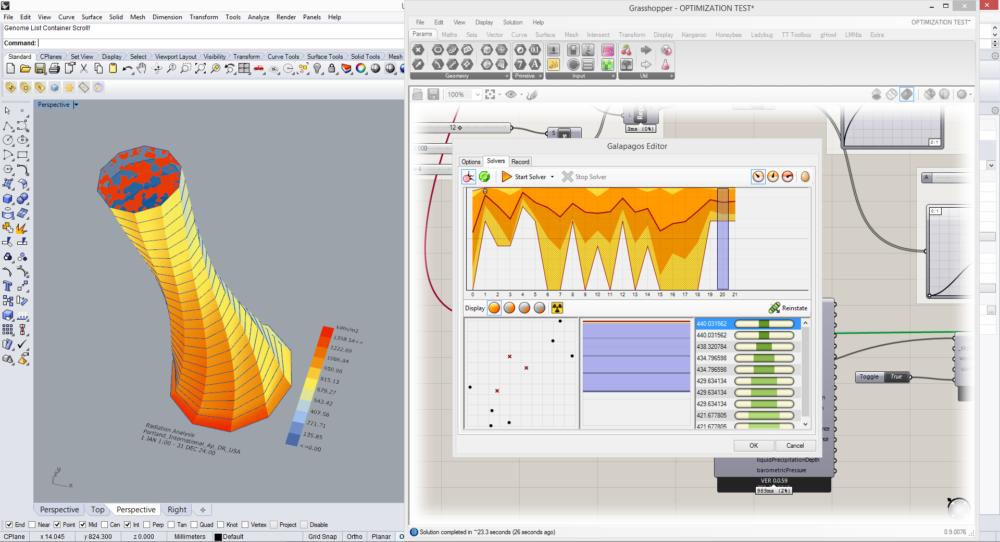 File Edit View Curve Surface Solid Mesh Dimension Transform Tools Analyze Render Panels Help
Genome List Container Scroll!
Command:
Standard CPlanes Set View Display Select Viewport Layout Visibility Transform Curve Tools Surface Tools Solid Tools Mesh
M O F
Perspective
kWh/m2
1358.54<=
1222.69
1086.84
950.98
815.13
679.27
543.42
407.56
271.71
135.85
<=0.00
Radiation Analysis
Portland_International_Ap_OR_USA
1 JAN 1:00 - 31 DEC 24:00
y
z
x
Perspective Top Perspective Right
End Near Point Mid Cen Int Perp Tan Quad Knot Vertex Project Disable
CPlane x 14.045 y 824.300 z 0.000 Millimeters Default Grid Snap Ortho Planar O
Grasshopper - OPTIMIZATION TEST*
File Edit View Display Solution Help OPTIMIZATION TEST*
Params Maths Sets Vector Curve Surface Mesh Intersect Transform Display Kangaroo Honeybee Ladybug TT Toolbox gHowl LMNts Extra
Geometry Primitive Input Util
100%
12
L
3ms (0%)
S
0.000
4
0:1
A
0:1
Galapagos Editor
Options Solvers Record
Start Solver Stop Solver
0 1 2 3 4 5 6 7 8 9 10 11 12 13 14 15 16 17 18 19 20 21
Display Reinstate
440.031562
440.031562
438.320784
434.796598
434.796598
429.634134
429.634134
429.634134
421.677805
421.677805
OK Cancel
Toggle True
liquidPrecipitationDepth
barometricPressure
VER 0.0.59
989ms (2%)
Solution completed in ~23.3 seconds (26 seconds ago) 0.9.0076